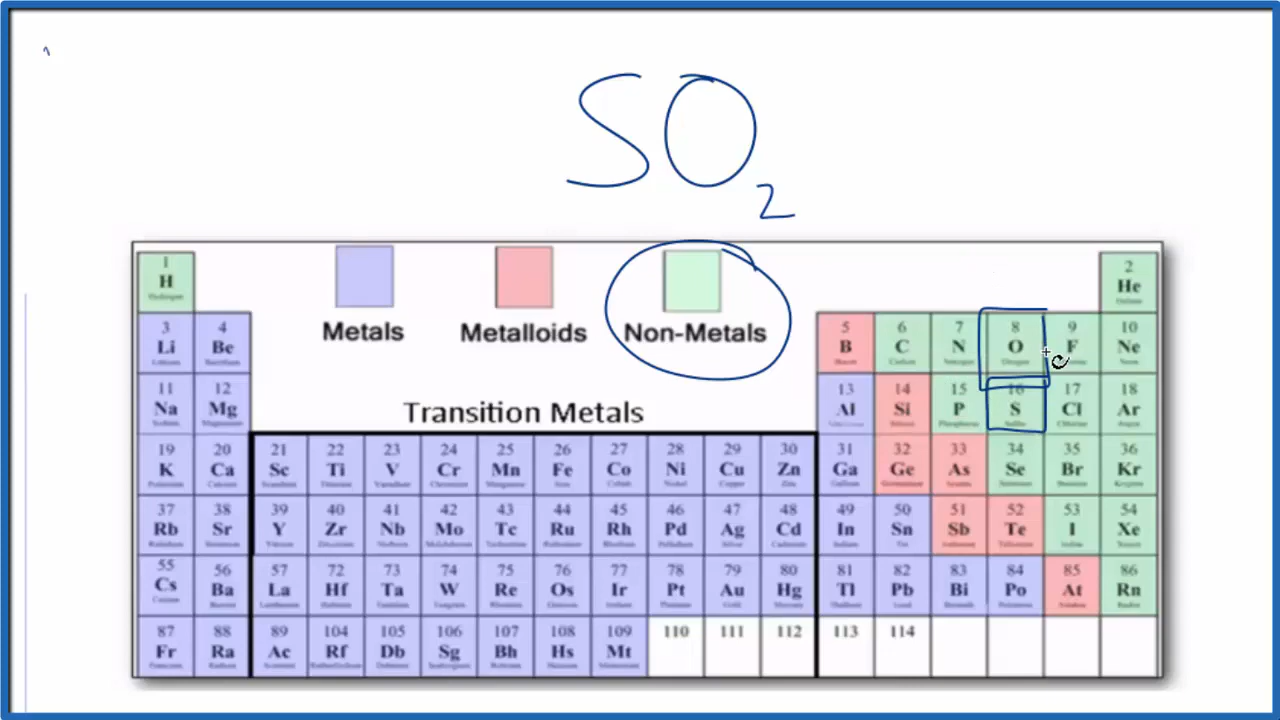 SO2
1 2
H He
Hydrogen Helium
Metals Metalloids Non-Metals
3 4 5 6 7 8 9 10
Li Be B C N O F Ne
Transition Metals
11 12 13 14 15 16 17 18
Na Mg Al Si P S Cl Ar
19 20 21 22 23 24 25 26 27 28 29 30 31 32 33 34 35 36
K Ca Sc Ti V Cr Mn Fe Co Ni Cu Zn Ga Ge As Se Br Kr
37 38 39 40 41 42 43 44 45 46 47 48 49 50 51 52 53 54
Rb Sr Y Zr Nb Mo Tc Ru Rh Pd Ag Cd In Sn Sb Te I Xe
55 56 57 72 73 74 75 76 77 78 79 80 81 82 83 84 85 86
Cs Ba La Hf Ta W Re Os Ir Pt Au Hg Tl Pb Bi Po At Rn
87 88 89 104 105 106 107 108 109 110 111 112 113 114
Fr Ra Ac Rf Db Sg Bh Hs Mt